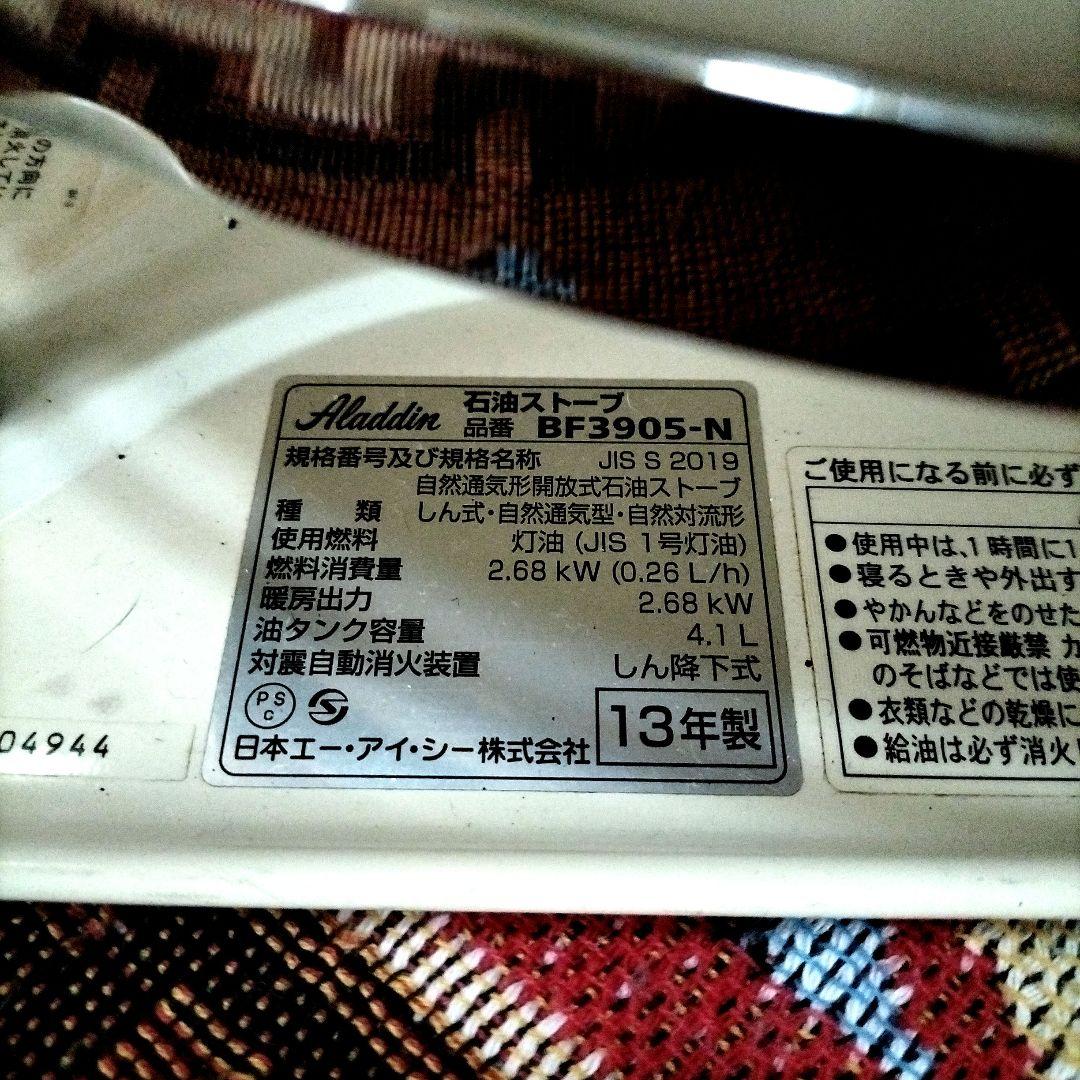 の方向に
Aladdin 石油ストーブ
品番 BF3905-N
規格番号及び規格名称 JIS S 2019
自然通気形開放式石油ストーブ
種類 しん式・自然通気型・自然対流形
使用燃料 灯油 (JIS 1号灯油)
燃料消費量 2.68 kW (0.26 L/h)
暖房出力 2.68 kW
油タンク容量 4.1 L
対震自動消火装置 しん降下式
PS C
13年製
日本エー・アイ・シー株式会社
04944
ご使用になる前に必ず
●使用中は、1時間に1
●寝るときや外出す
●やかんなどをのせた
●可燃物近接厳禁 カ
のそばなどでは使
●衣類などの乾燥に
●給油は必ず消火